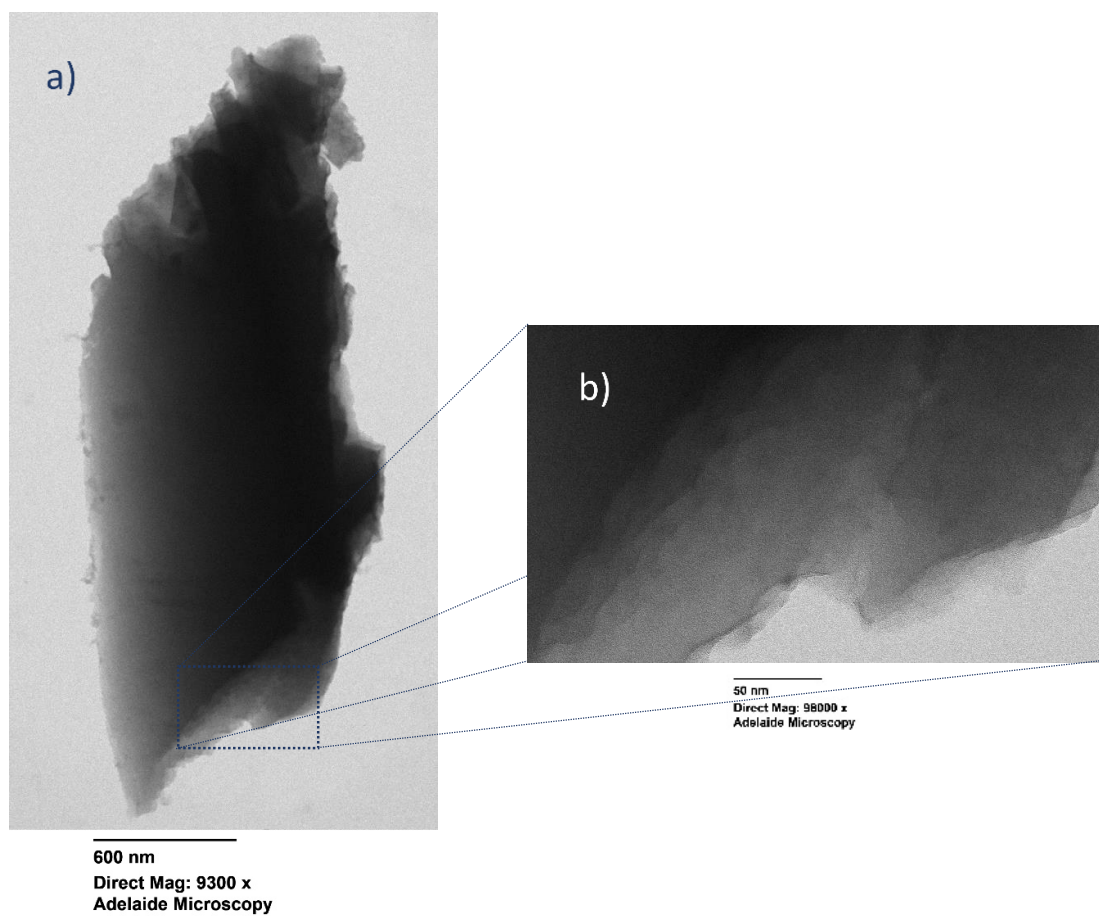 a)
b)
50 nm
Direct Mag: 98000 x
Adelaide Microscopy
600 nm
Direct Mag: 9300 x
Adelaide Microscopy